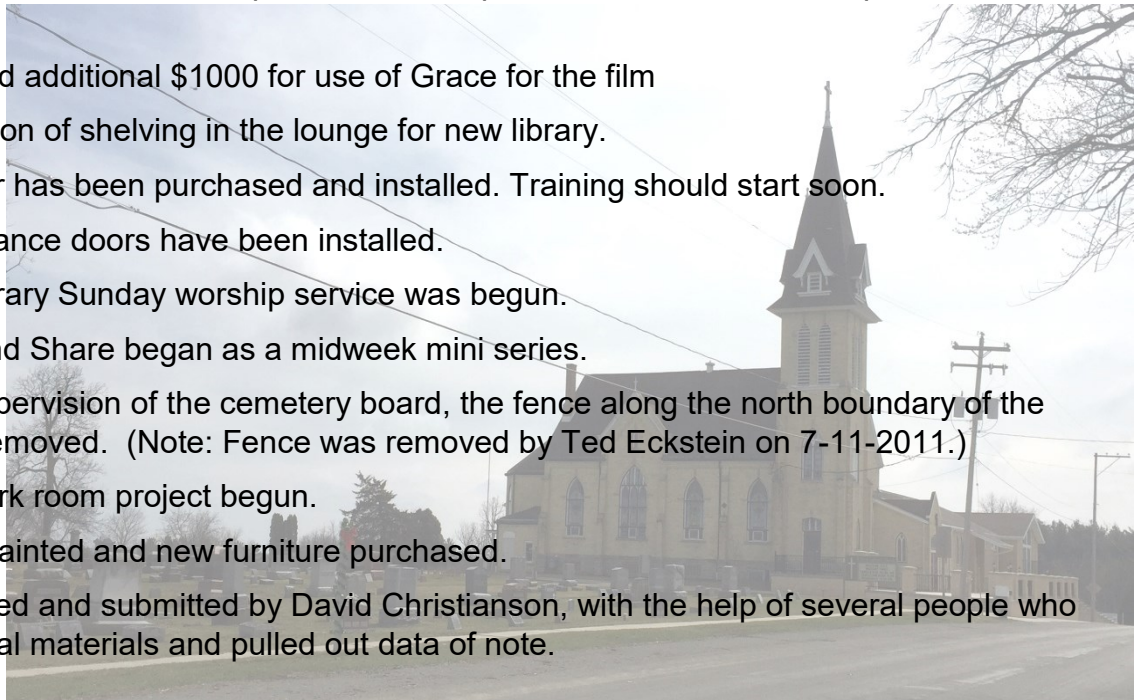 d additional $1000 for use of Grace for the film
on of shelving in the lounge for new library.
has been purchased and installed. Training should start soon.
ance doors have been installed.
rary Sunday worship service was begun.
d Share began as a midweek mini series.
pervision of the cemetery board, the fence along the north boundary of the
emoved. (Note: Fence was removed by Ted Eckstein on 7-11-2011.)
rk room project begun.
ainted and new furniture purchased.
ed and submitted by David Christianson, with the help of several people who
al materials and pulled out data of note.